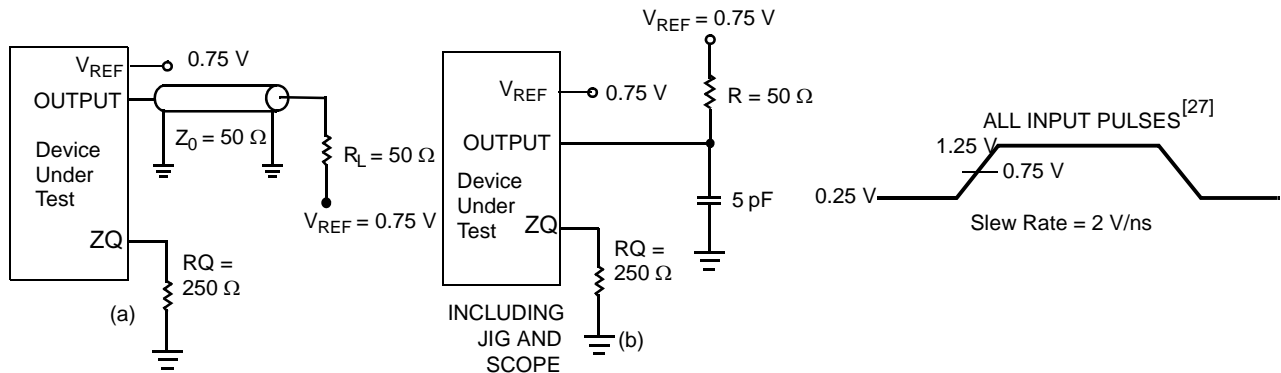 V_REF
0.75 V
OUTPUT
Z_0 = 50 Ω
Device
Under
Test
R_L = 50 Ω
V_REF = 0.75 V
ZQ
RQ =
250 Ω
(a)
V_REF = 0.75 V
R = 50 Ω
V_REF
0.75 V
OUTPUT
Device
Under
Test
5 pF
ZQ
RQ =
250 Ω
INCLUDING
JIG AND
SCOPE
(b)
ALL INPUT PULSES[27]
1.25 V
0.75 V
0.25 V
Slew Rate = 2 V/ns